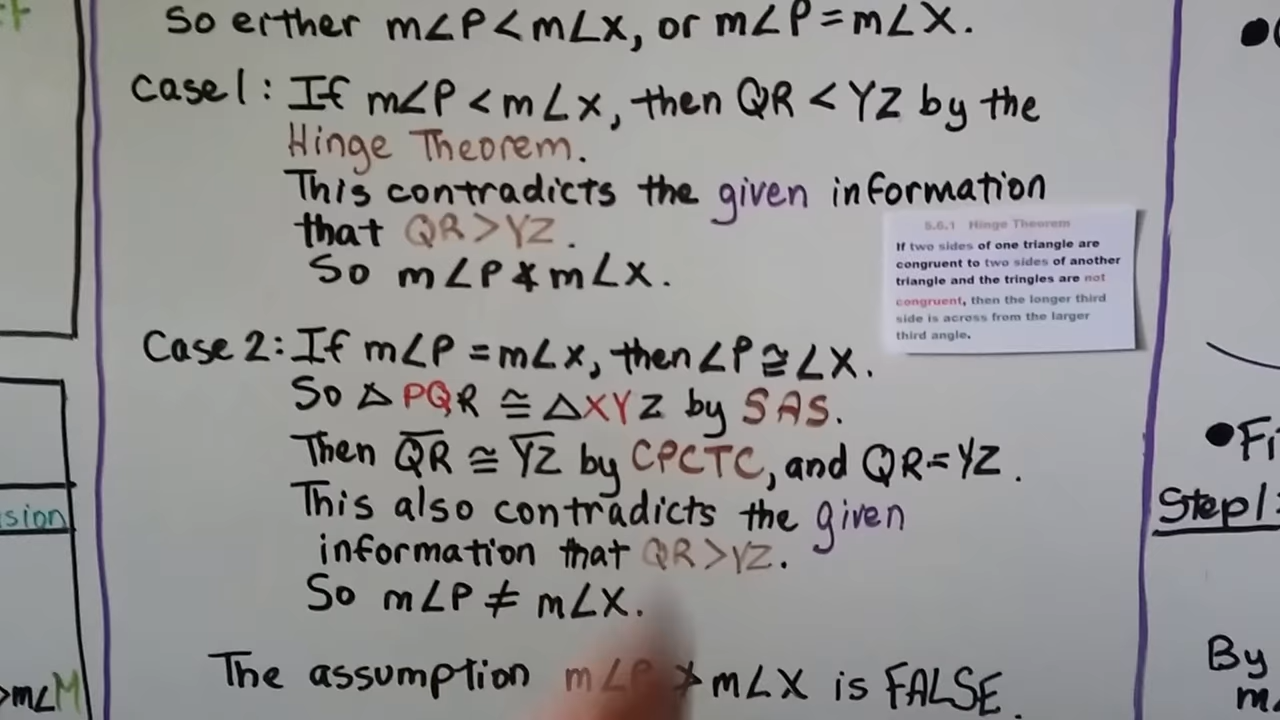 So either m∠P < m∠X, or m∠P = m∠X.
Case 1: If m∠P < m∠X, then QR < YZ by the
Hinge Theorem.
This contradicts the given information
that QR > YZ.
So m∠P ≮ m∠X.
5.6.1 Hinge Theorem
If two sides of one triangle are
congruent to two sides of another
triangle and the tringles are not
congruent, then the longer third
side is across from the larger
third angle.
Case 2: If m∠P = m∠X, then ∠P ≅ ∠X.
So △PQR ≅ △XYZ by SAS.
Then Q̅R̅ ≅ Y̅Z̅ by CPCTC, and QR = YZ.
This also contradicts the given
information that QR > YZ.
So m∠P ≠ m∠X.
The assumption m∠P ≯ m∠X is FALSE.
sion
>m∠M
Step 1:
By